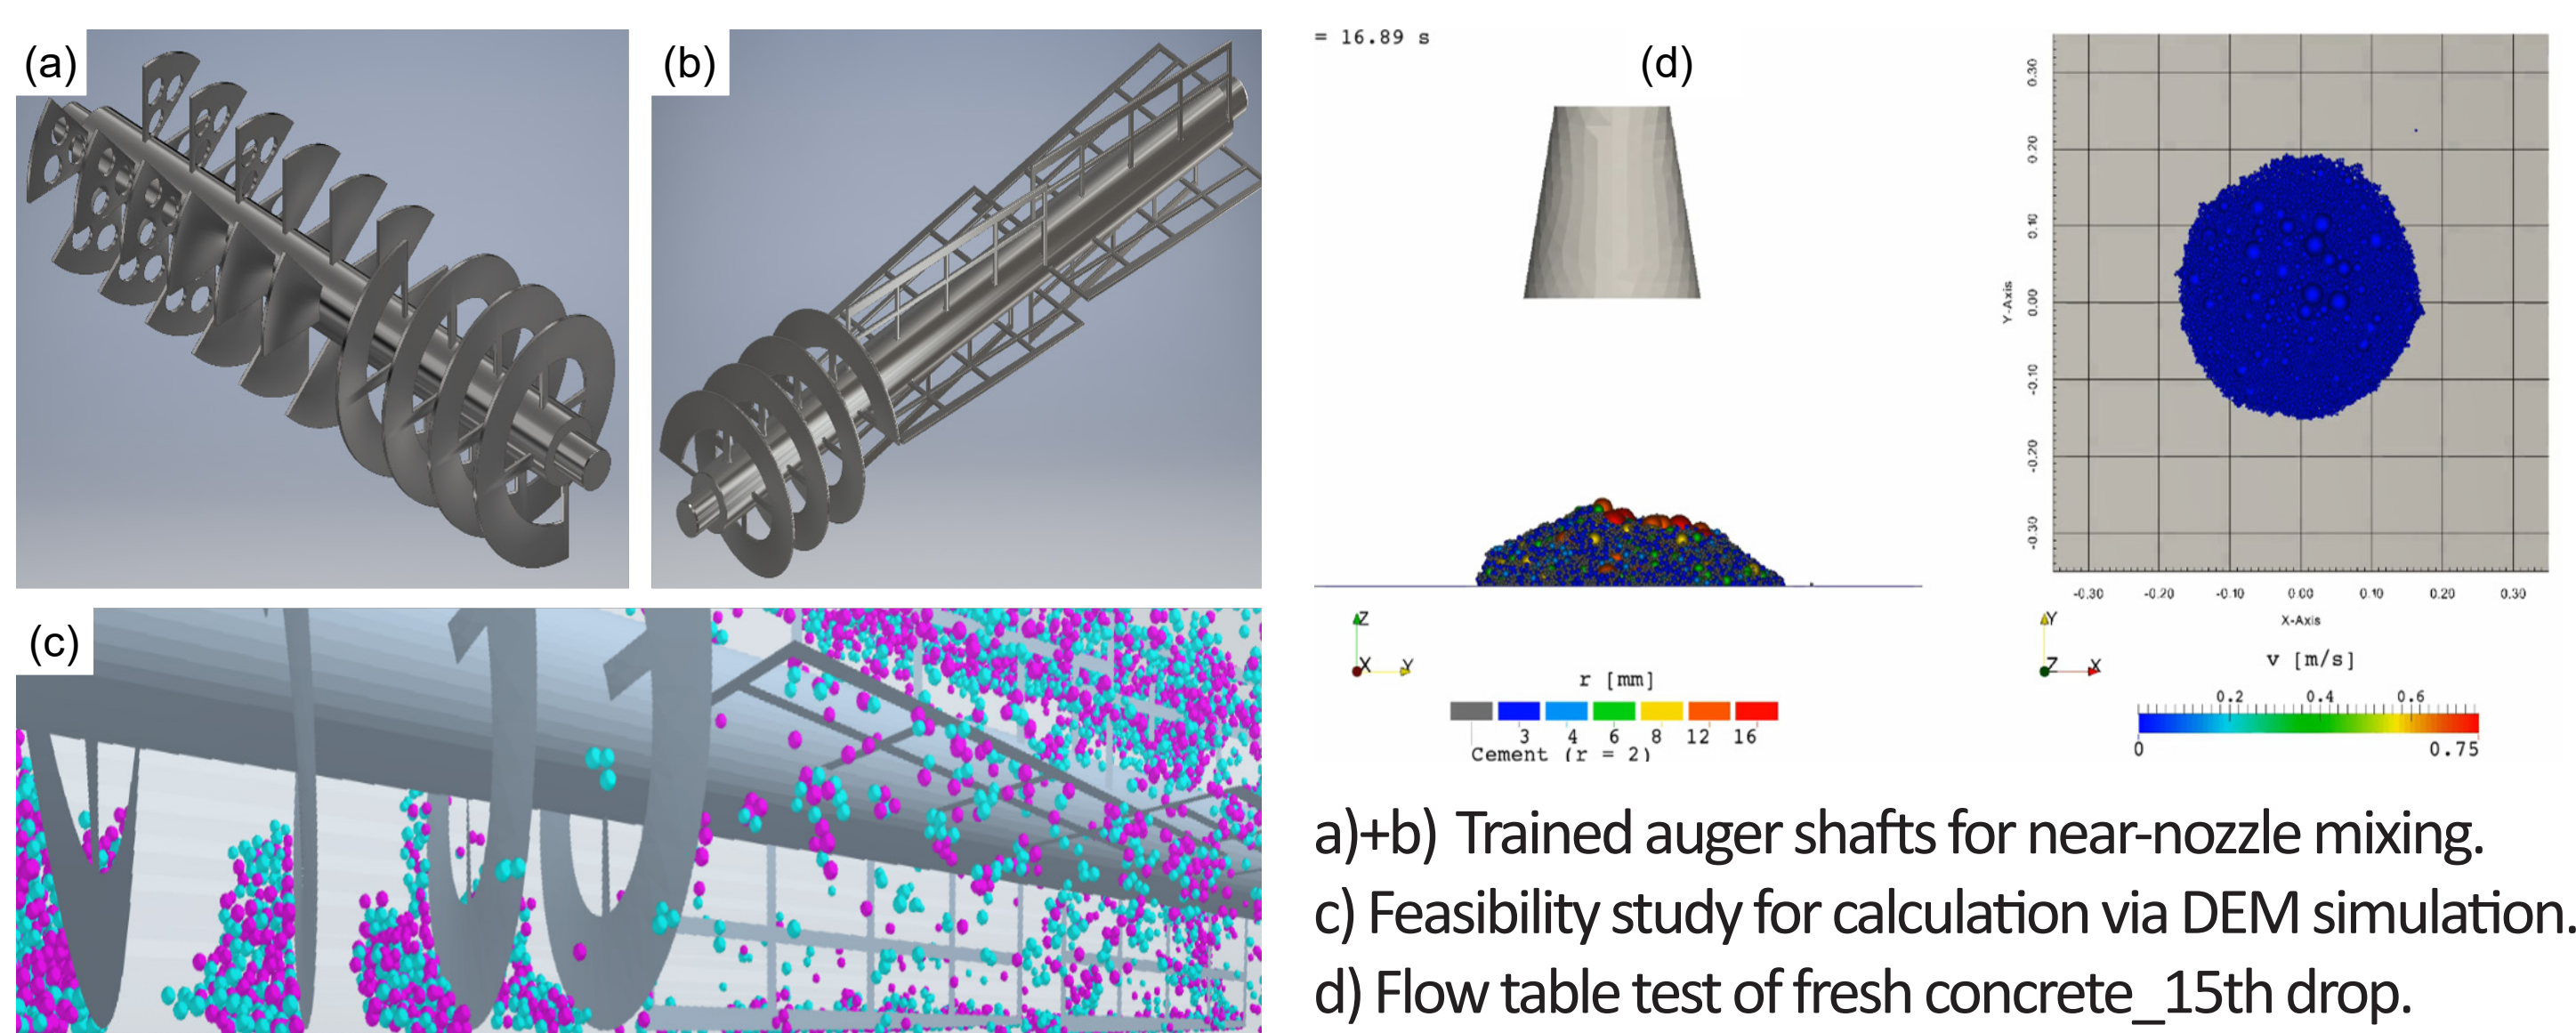 (a)
(b)
= 16.89 s
(d)
0.30
0.20
0.10
0.00
-0.10
-0.20
-0.30
Y-Axis
-0.30 -0.20 -0.10 0.00 0.10 0.20 0.30
X-Axis
Z
X Y
Y
Z X
r [mm]
3 4 6 8 12 16
Cement (r = 2)
v [m/s]
0.2 0.4 0.6
0 0.75
(c)
a)+b) Trained auger shafts for near-nozzle mixing.
c) Feasibility study for calculation via DEM simulation.
d) Flow table test of fresh concrete_15th drop.